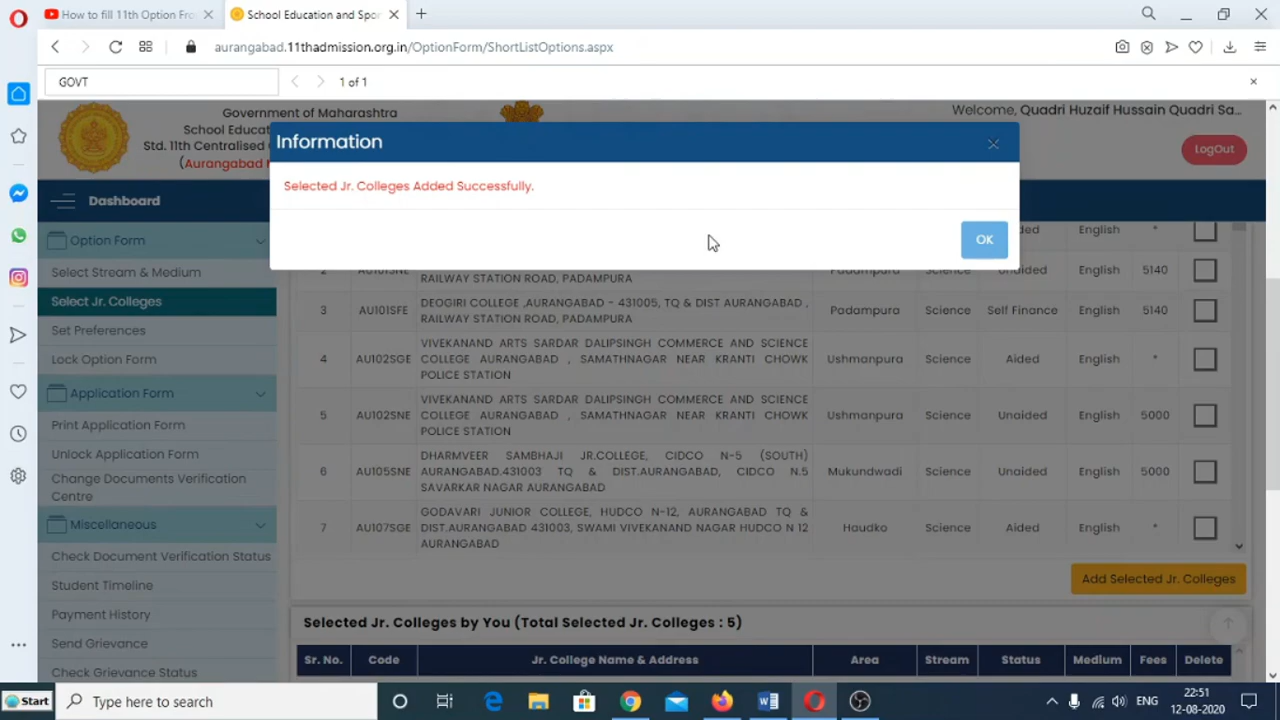 How to fill 11th Option Fro
School Education and Spor
aurangabad.11thadmission.org.in/OptionForm/ShortListOptions.aspx
GOVT
1 of 1
Government of Maharashtra
School Educat
Std. 11th Centralised
(Aurangabad
Welcome, Quadri Huzaif Hussain Quadri Sa...
LogOut
Information
Selected Jr. Colleges Added Successfully.
OK
Dashboard
Option Form
Select Stream & Medium
Select Jr. Colleges
Set Preferences
Lock Option Form
Application Form
Print Application Form
Unlock Application Form
Change Documents Verification
Centre
Miscellaneous
Check Document Verification Status
Student Timeline
Payment History
Send Grievance
Check Grievance Status
English *
2 AU101SNE RAILWAY STATION ROAD, PADAMPURA Padampura Science Unaided English 5140
3 AU101SFE DEOGIRI COLLEGE ,AURANGABAD - 431005, TQ & DIST AURANGABAD ,
RAILWAY STATION ROAD, PADAMPURA Padampura Science Self Finance English 5140
4 AU102SGE VIVEKANAND ARTS SARDAR DALIPSINGH COMMERCE AND SCIENCE
COLLEGE AURANGABAD , SAMATHNAGAR NEAR KRANTI CHOWK
POLICE STATION Ushmanpura Science Aided English *
5 AU102SNE VIVEKANAND ARTS SARDAR DALIPSINGH COMMERCE AND SCIENCE
COLLEGE AURANGABAD , SAMATHNAGAR NEAR KRANTI CHOWK
POLICE STATION Ushmanpura Science Unaided English 5000
6 AU105SNE DHARMVEER SAMBHAJI JR.COLLEGE, CIDCO N-5 (SOUTH)
AURANGABAD.431003 TQ & DIST.AURANGABAD, CIDCO N.5
SAVARKAR NAGAR AURANGABAD Mukundwadi Science Unaided English 5000
7 AU107SGE GODAVARI JUNIOR COLLEGE, HUDCO N-12, AURANGABAD TQ &
DIST.AURANGABAD 431003, SWAMI VIVEKANAND NAGAR HUDCO N 12
AURANGABAD Haudko Science Aided English *
Add Selected Jr. Colleges
Selected Jr. Colleges by You (Total Selected Jr. Colleges : 5)
Sr. No. Code Jr. College Name & Address Area Stream Status Medium Fees Delete
Start
Type here to search
ENG
22:51
12-08-2020